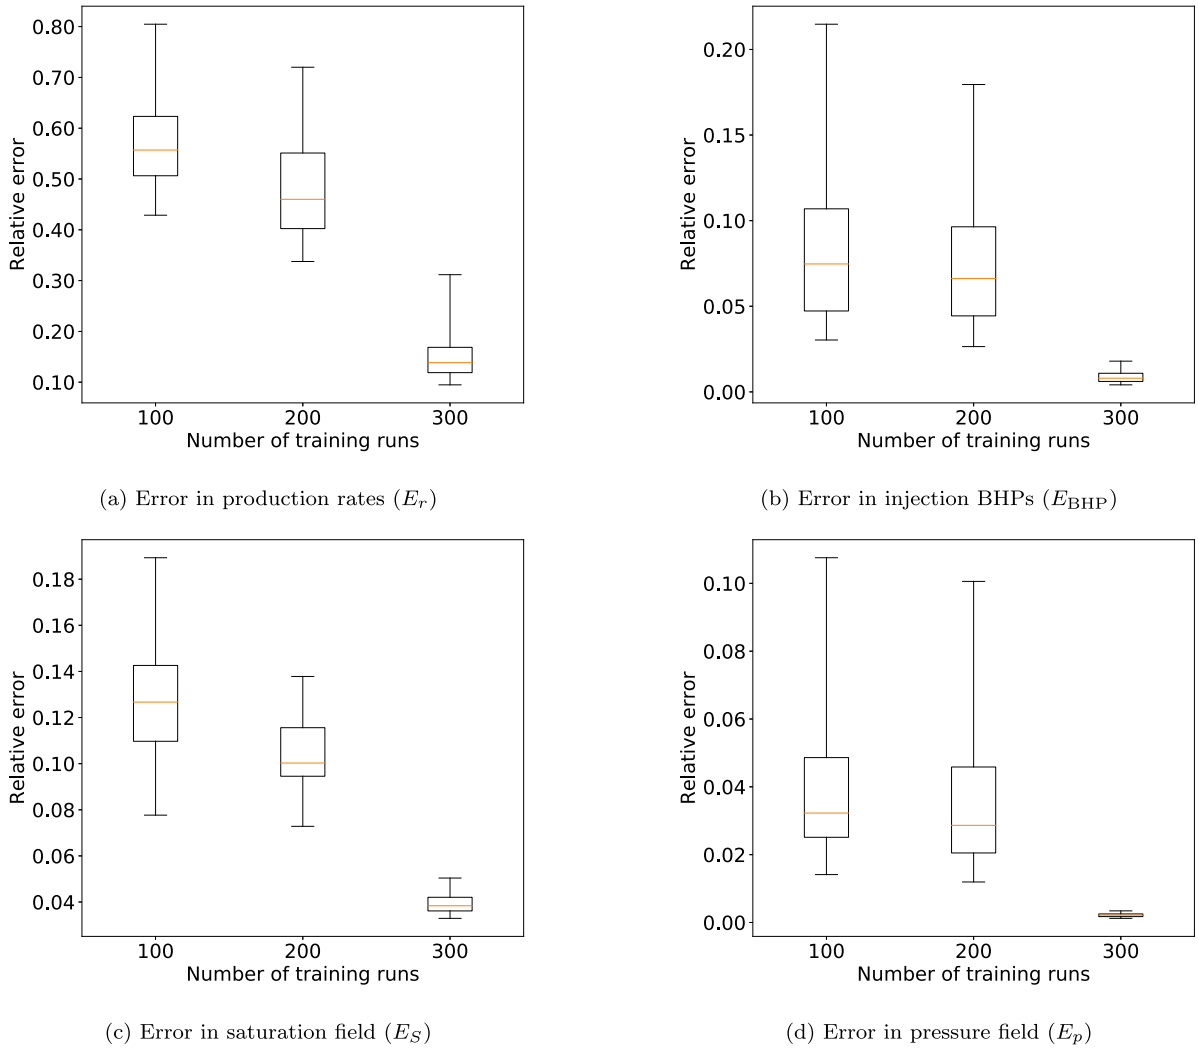 0.80
0.70
0.60
0.50
0.40
0.30
0.20
0.10
Relative error
100 200 300
Number of training runs
(a) Error in production rates (E_r)
0.20
0.15
0.10
0.05
0.00
Relative error
100 200 300
Number of training runs
(b) Error in injection BHPs (E_BHP)
0.18
0.16
0.14
0.12
0.10
0.08
0.06
0.04
Relative error
100 200 300
Number of training runs
(c) Error in saturation field (E_S)
0.10
0.08
0.06
0.04
0.02
0.00
Relative error
100 200 300
Number of training runs
(d) Error in pressure field (E_p)